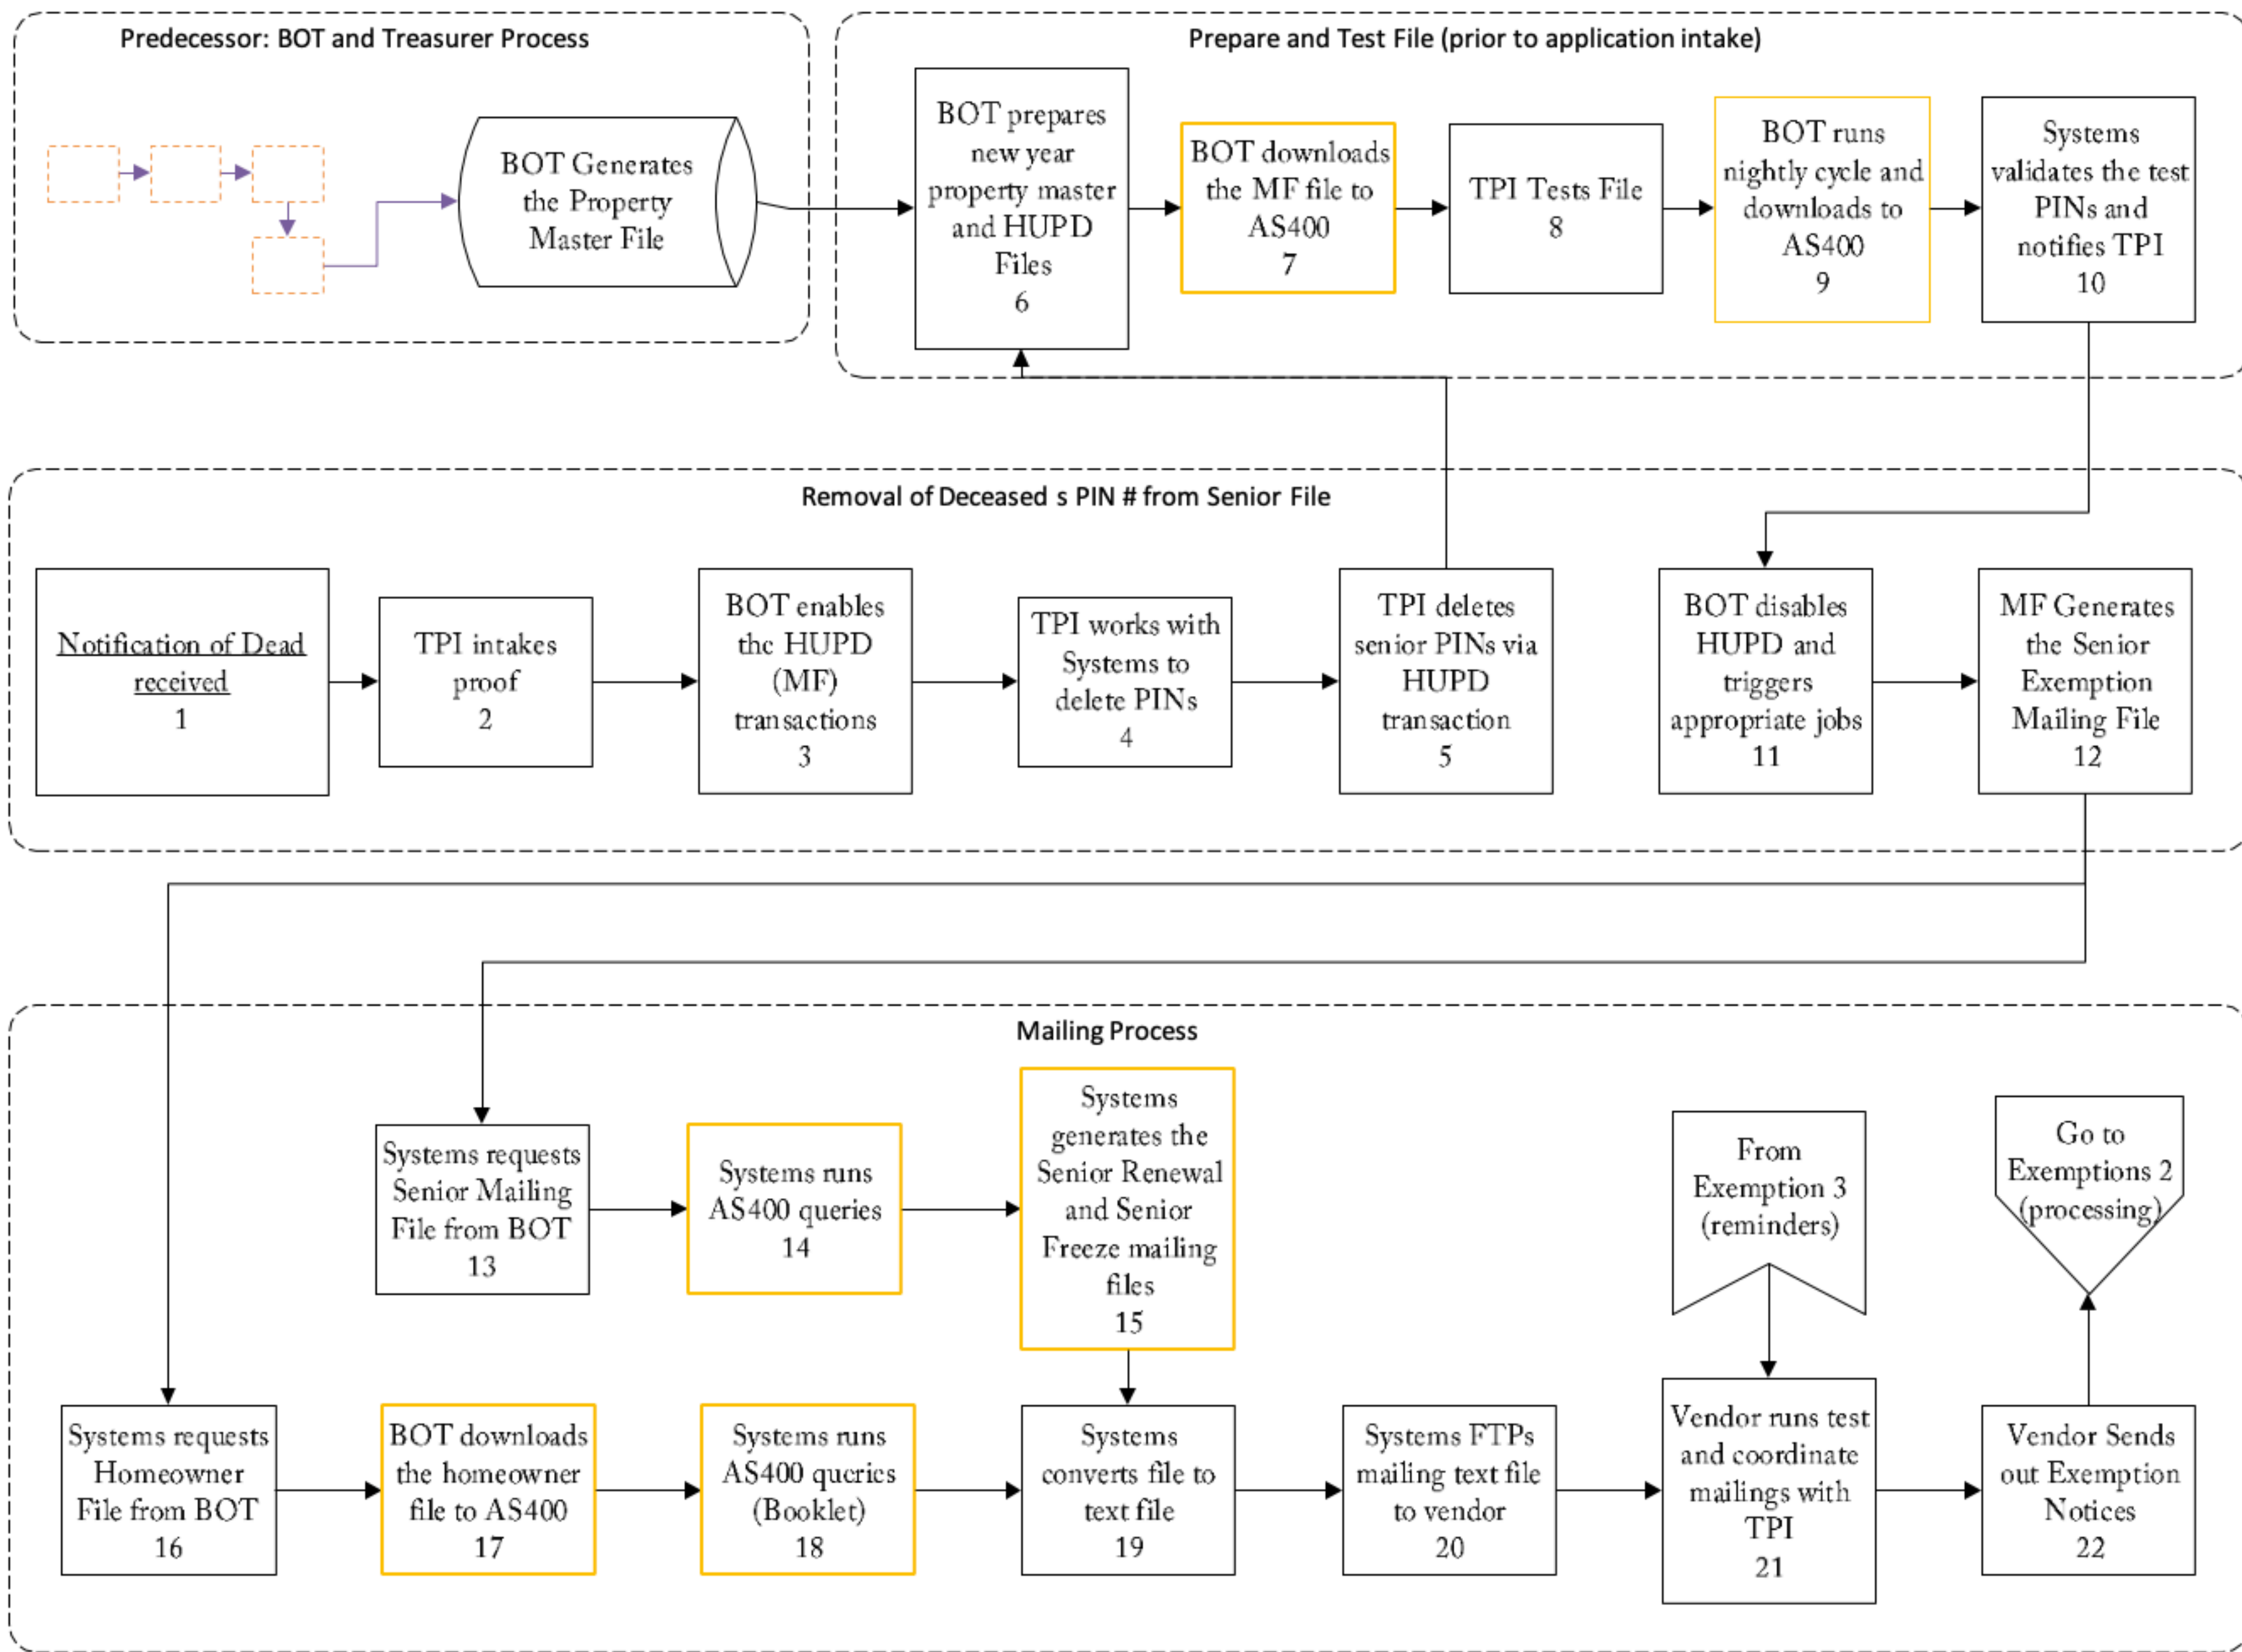 Predecessor: BOT and Treasurer Process
BOT Generates
the Property
Master File
Prepare and Test File (prior to application intake)
BOT prepares
new year
property master
and HUPD
Files
6
BOT downloads
the MF file to
AS400
7
TPI Tests File
8
BOT runs
nightly cycle and
downloads to
AS400
9
Systems
validates the test
PINs and
notifies TPI
10
Removal of Deceased s PIN # from Senior File
Notification of Dead
received
1
TPI intakes
proof
2
BOT enables
the HUPD
(MF)
transactions
3
TPI works with
Systems to
delete PINs
4
TPI deletes
senior PINs via
HUPD
transaction
5
BOT disables
HUPD and
triggers
appropriate jobs
11
MF Generates
the Senior
Exemption
Mailing File
12
Mailing Process
Systems requests
Senior Mailing
File from BOT
13
Systems runs
AS400 queries
14
Systems
generates the
Senior Renewal
and Senior
Freeze mailing
files
15
From
Exemption 3
(reminders)
Go to
Exemptions 2
(processing)
Systems requests
Homeowner
File from BOT
16
BOT downloads
the homeowner
file to AS400
17
Systems runs
AS400 queries
(Booklet)
18
Systems
converts file to
text file
19
Systems FTPs
mailing text file
to vendor
20
Vendor runs test
and coordinate
mailings with
TPI
21
Vendor Sends
out Exemption
Notices
22